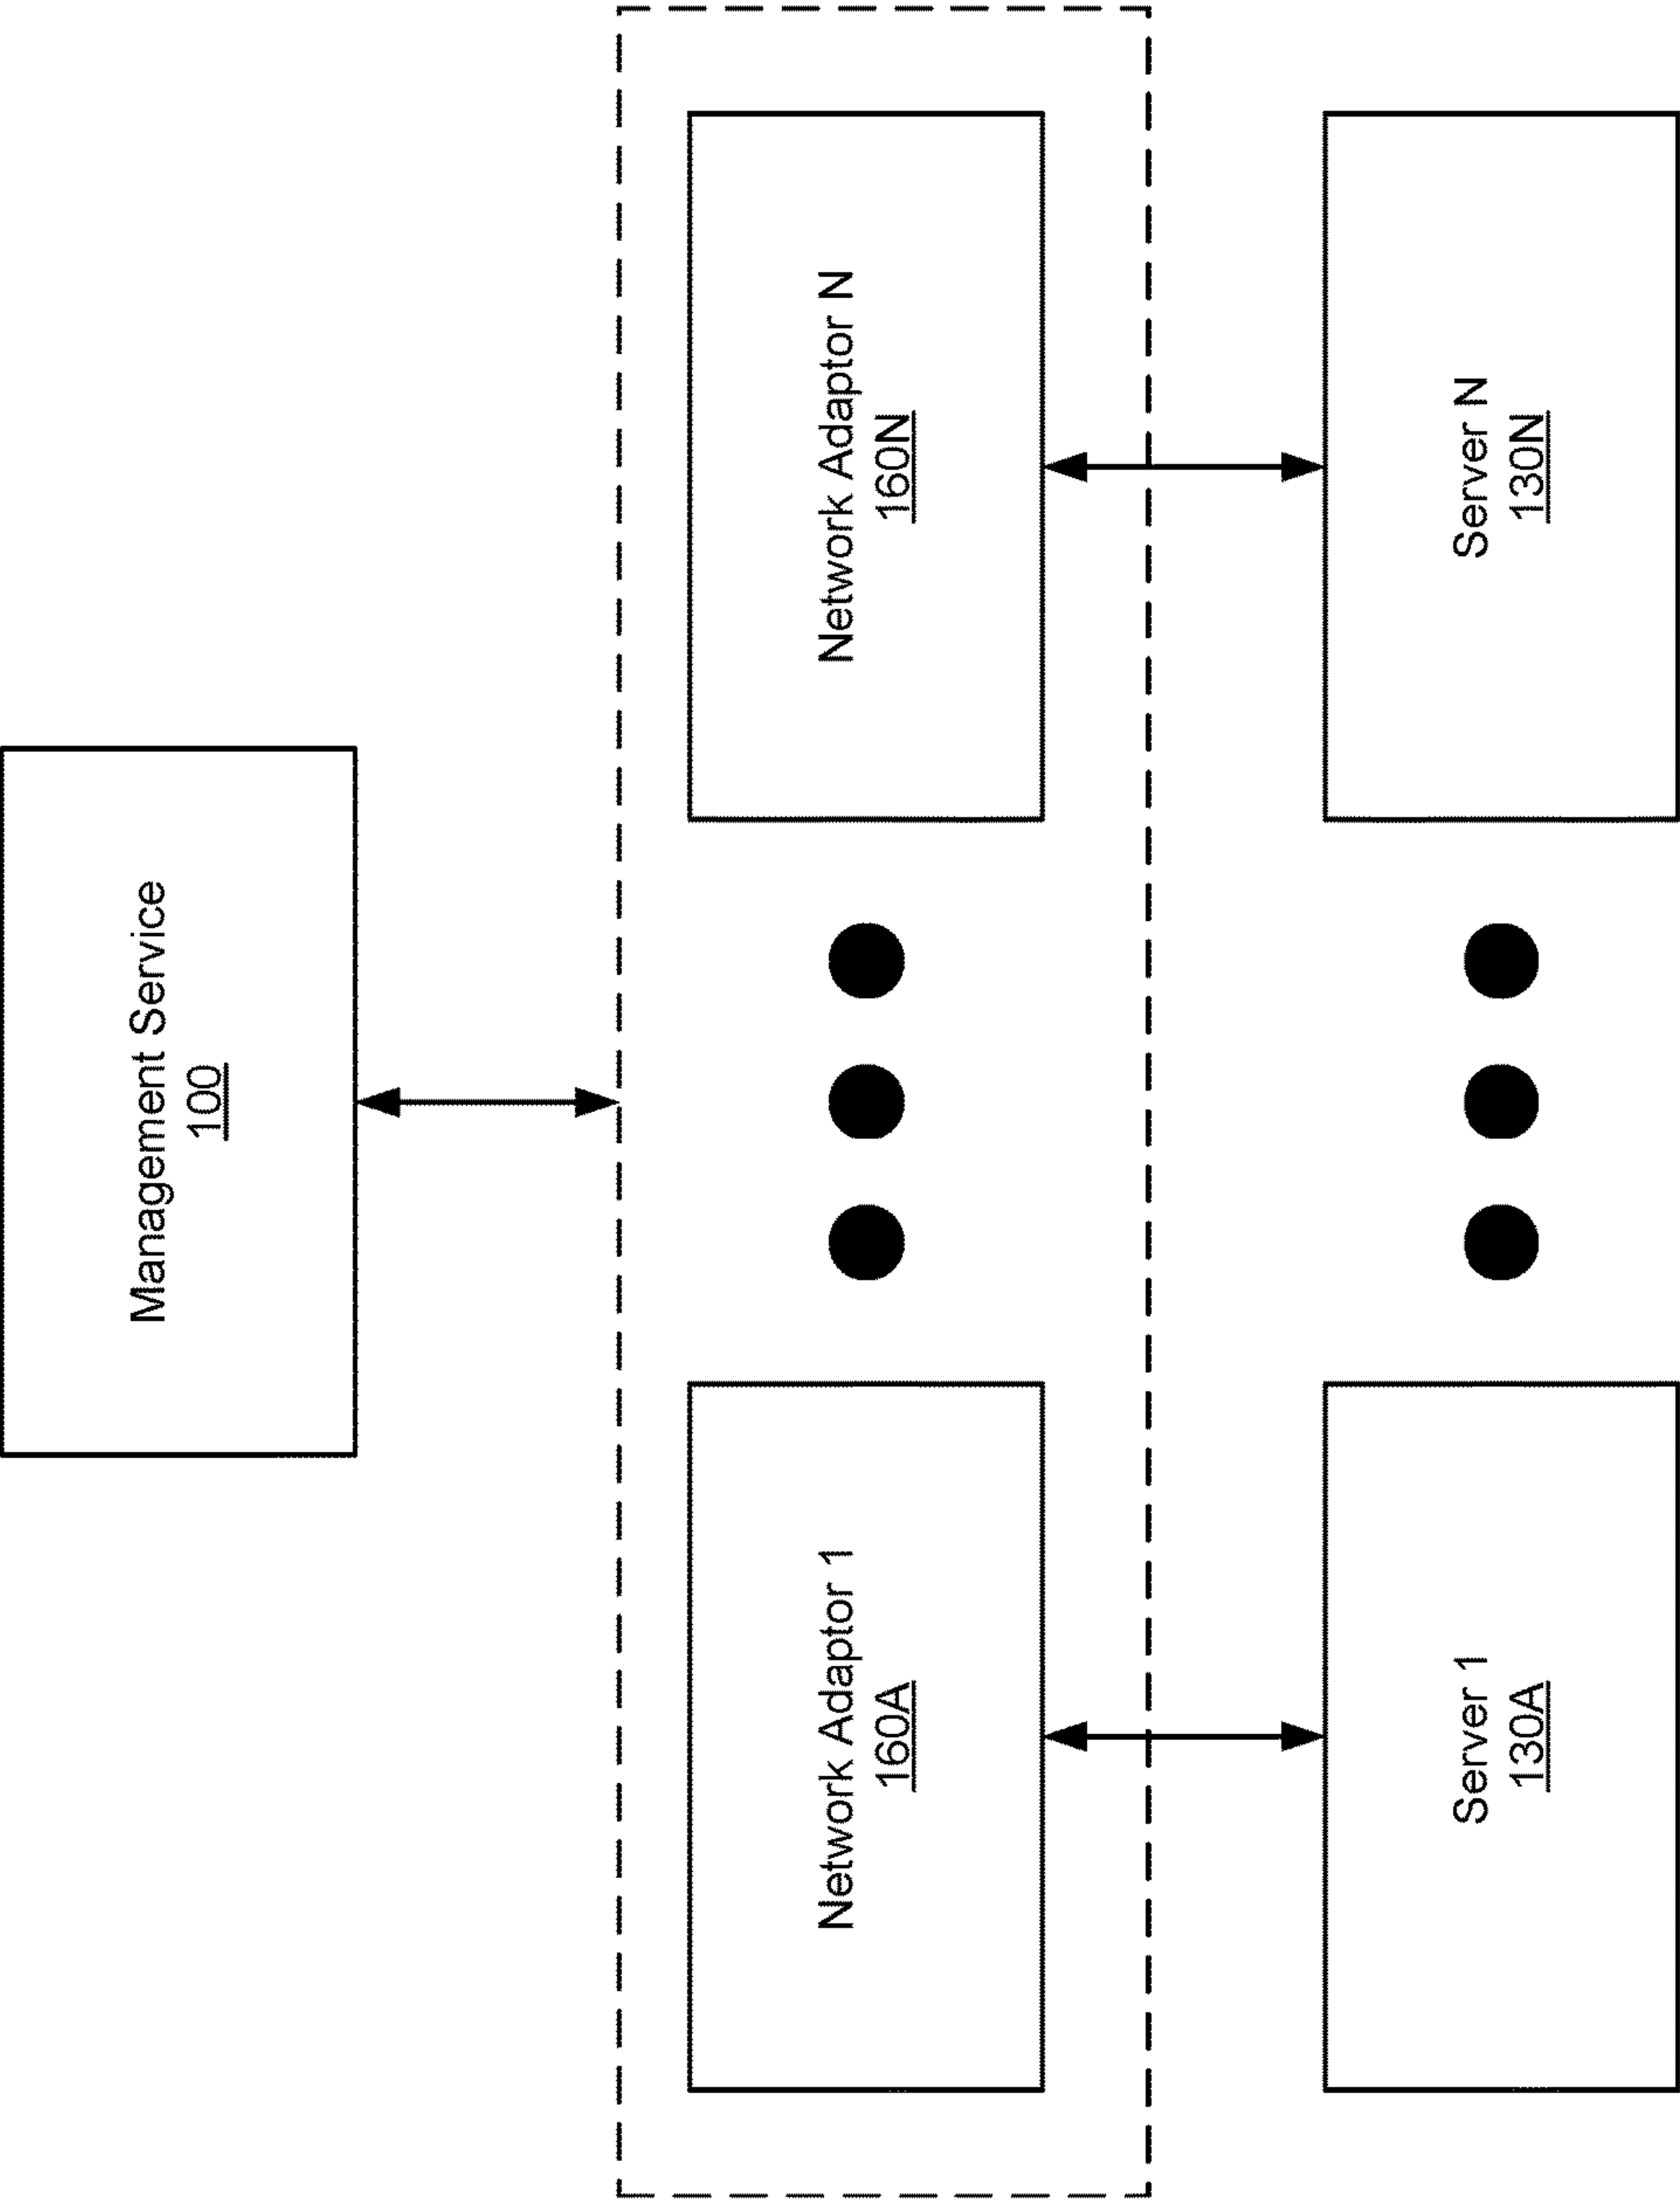 Management Service
100
Network Adaptor 1
160A
Network Adaptor N
160N
Server 1
130A
Server N
130N